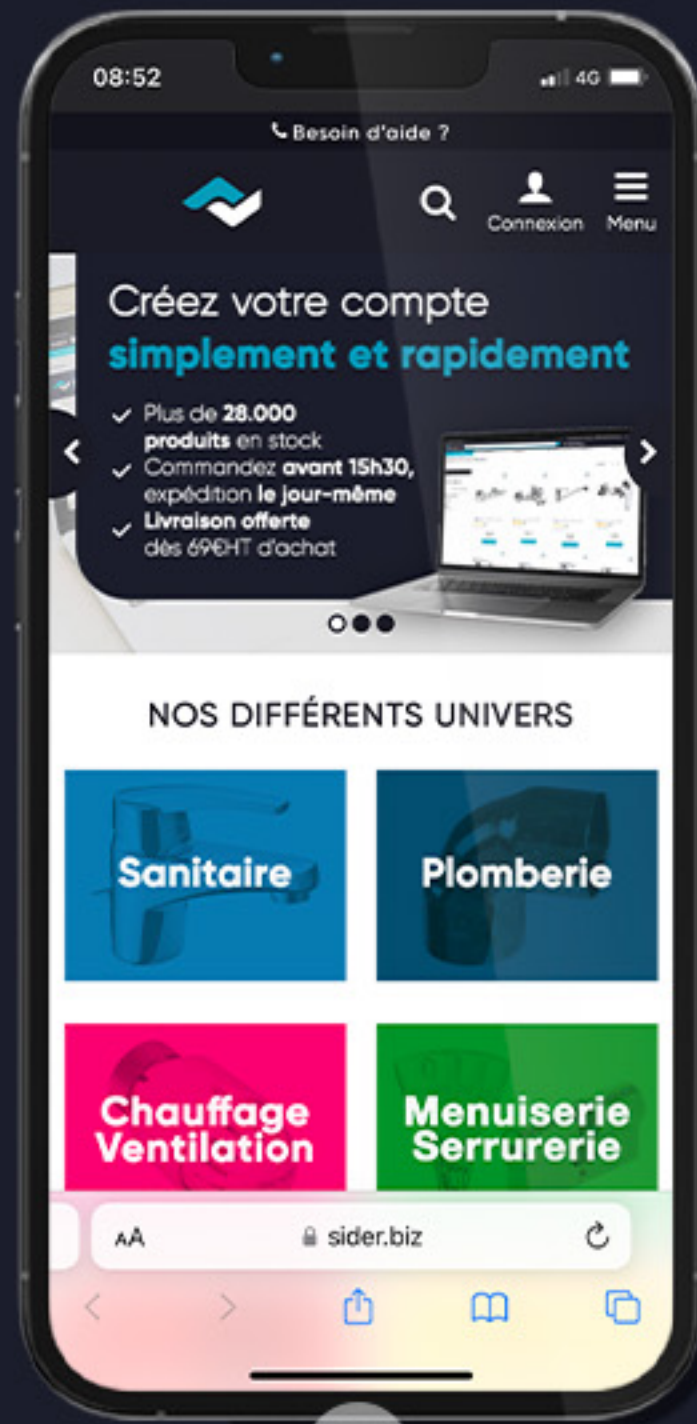 08:52
4G
Besoin d'aide ?
Connexion
Menu
Créez votre compte
simplement et rapidement
Plus de 28.000
produits en stock
Commandez avant 15h30,
expédition le jour-même
Livraison offerte
dès 69€HT d'achat
NOS DIFFÉRENTS UNIVERS
Sanitaire
Plomberie
Chauffage
Ventilation
Menuiserie
Serrurerie
AA
sider.biz